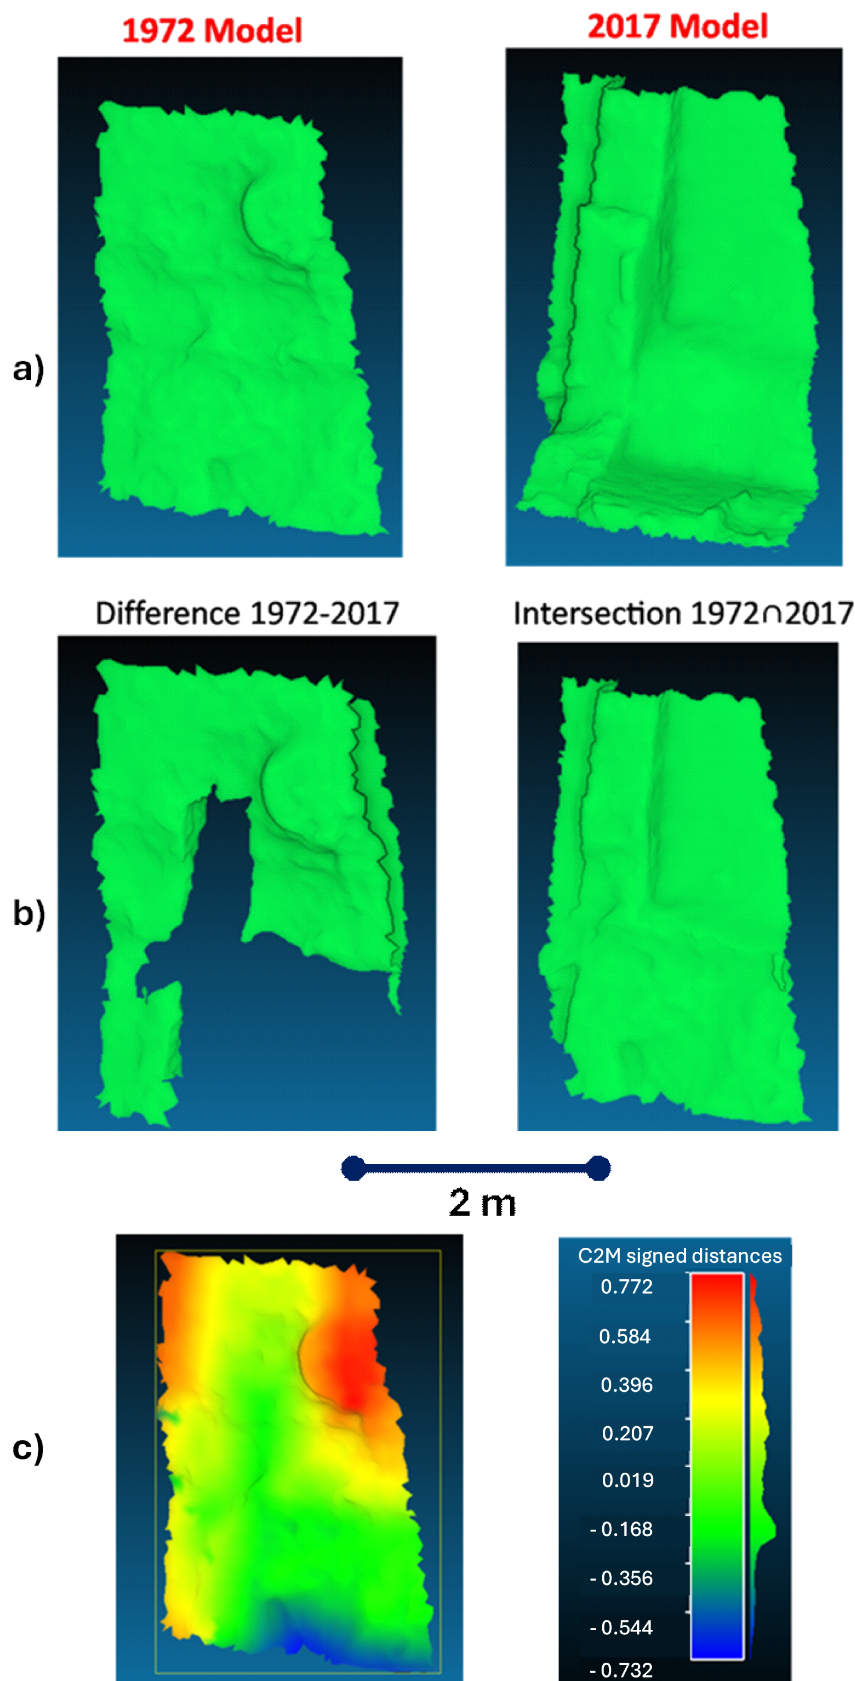 1972 Model
2017 Model
a)
Difference 1972-2017
Intersection 1972∩2017
b)
2 m
C2M signed distances
0.772
0.584
0.396
0.207
0.019
- 0.168
- 0.356
- 0.544
- 0.732
c)